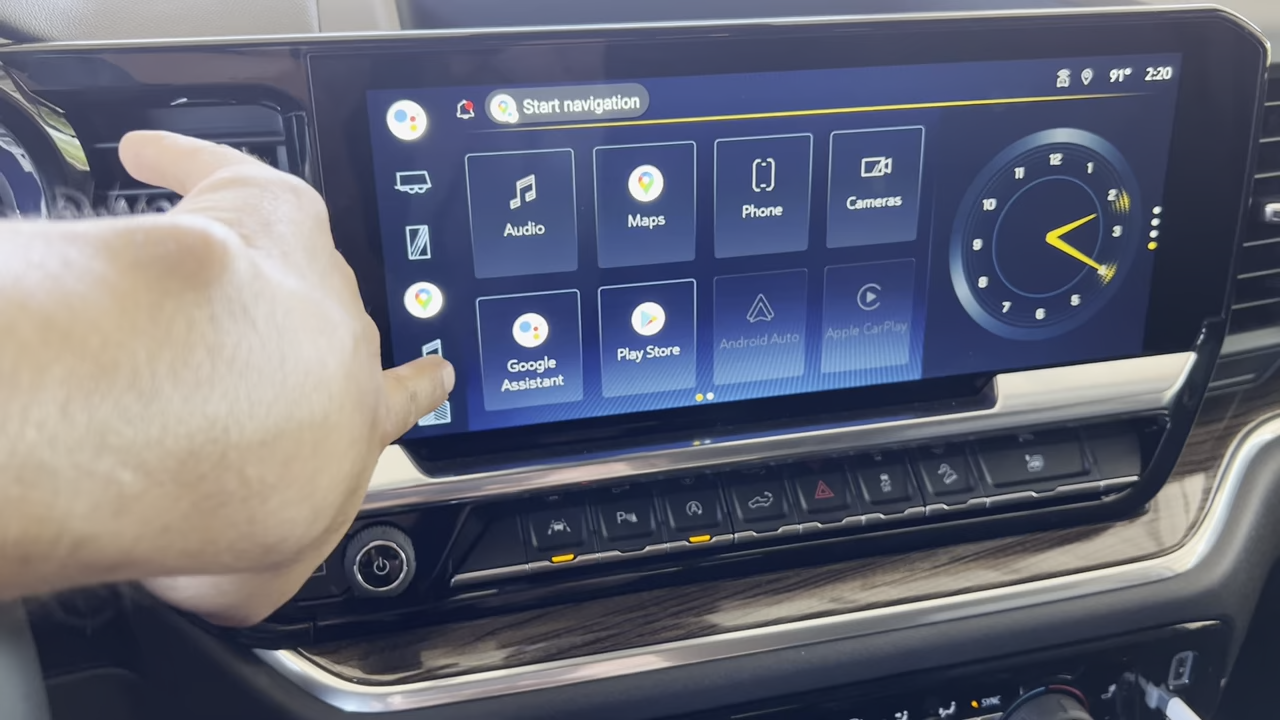 Start navigation
91° 2:20
Audio
Maps
Phone
Cameras
Google
Assistant
Play Store
Android Auto
Apple CarPlay
12
1
2
3
5
6
7
8
9
10
11
P
A
SYNC